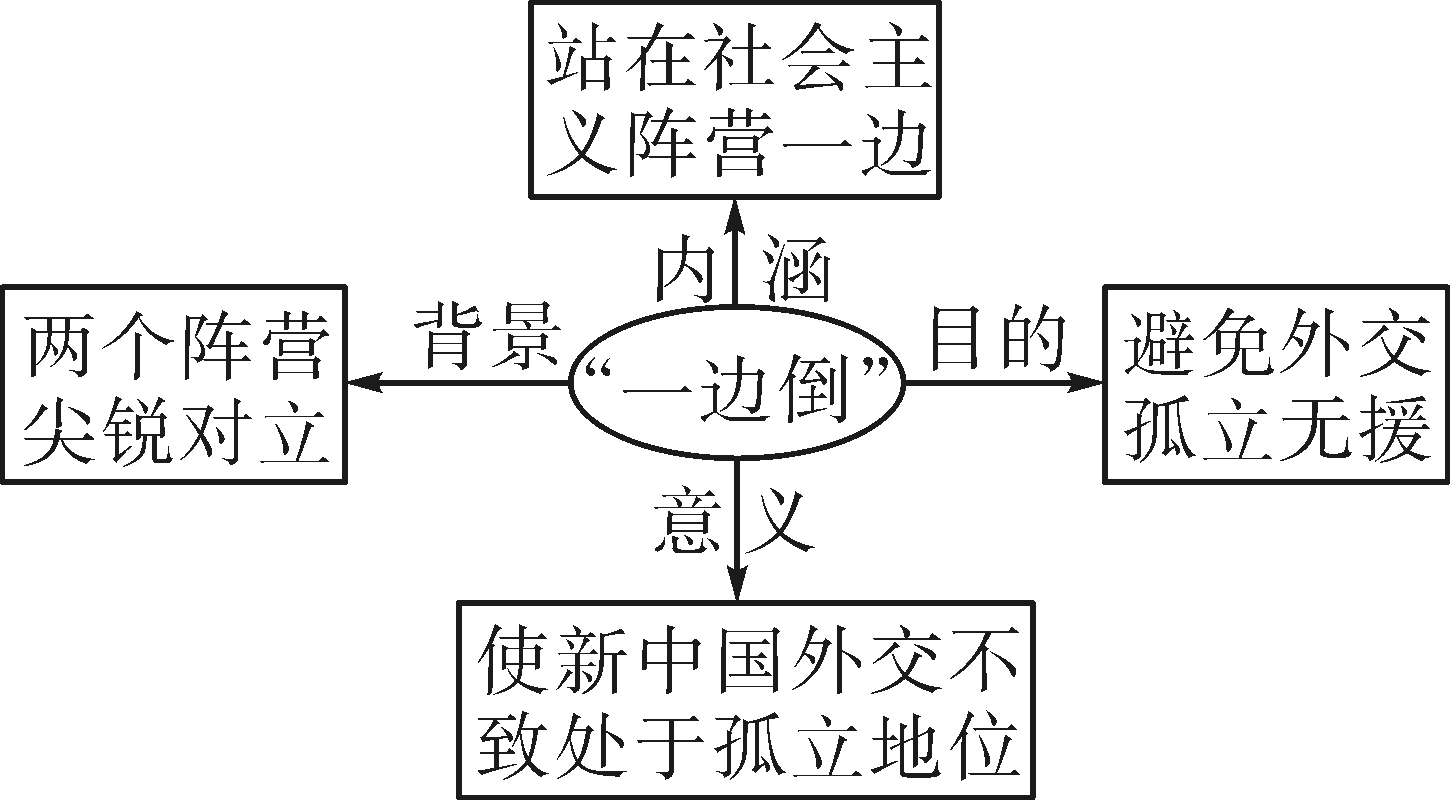 站在社会主
义阵营一边
内涵
两个阵营
尖锐对立
背景
“一边倒”
目的
避免外交
孤立无援
意义
使新中国外交不
致处于孤立地位